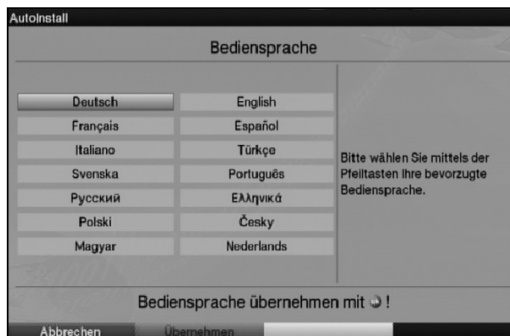 AutoInstall
Bediensprache
Deutsch English
Français Español
Italiano Türkçe
Svenska Português
Русский Ελληνικά
Polski Česky
Magyar Nederlands
Bitte wählen Sie mittels der
Pfeiltasten Ihre bevorzugte
Bediensprache.
Bediensprache übernehmen mit !
Abbrechen Übernehmen